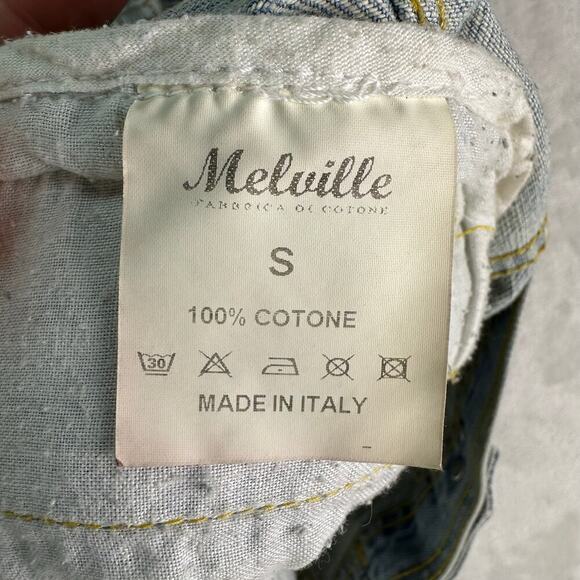 Melville
FABBRICA DI COTONE
S
100% COTONE
30
MADE IN ITALY